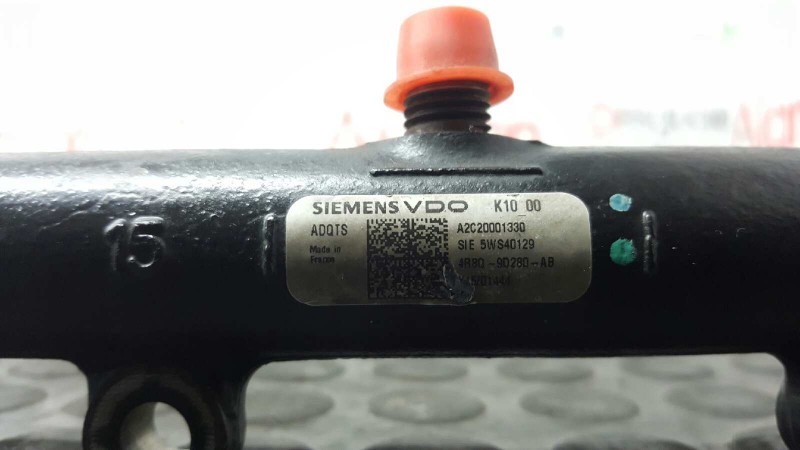 SIEMENS VDO K10_00
ADQTS A2C20001330
Made in SIE 5WS40129
France 4R8Q-9D280-AB
15